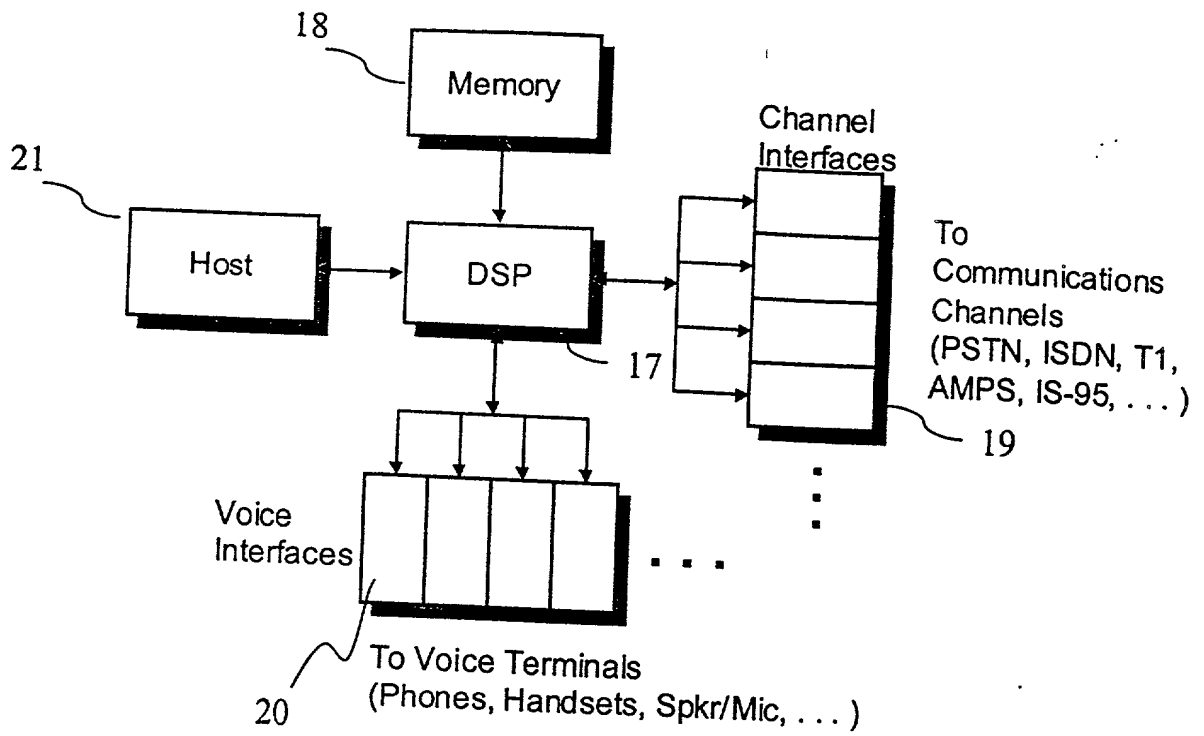 18
Memory
Channel
Interfaces
21
Host
DSP
To
Communications
Channels
(PSTN, ISDN, T1,
AMPS, IS-95, . . . )
17
19
Voice
Interfaces
20
To Voice Terminals
(Phones, Handsets, Spkr/Mic, . . . )